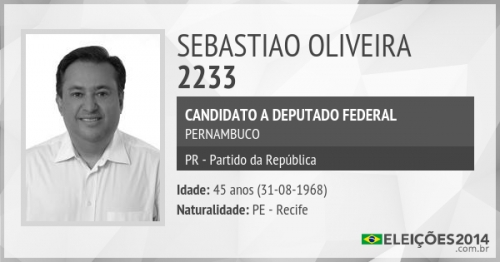 SEBASTIAO OLIVEIRA
2233
CANDIDATO A DEPUTADO FEDERAL
PERNAMBUCO
PR - Partido da República
Idade: 45 anos (31-08-1968)
Naturalidade: PE - Recife
ELEIÇÕES2014
.com.br